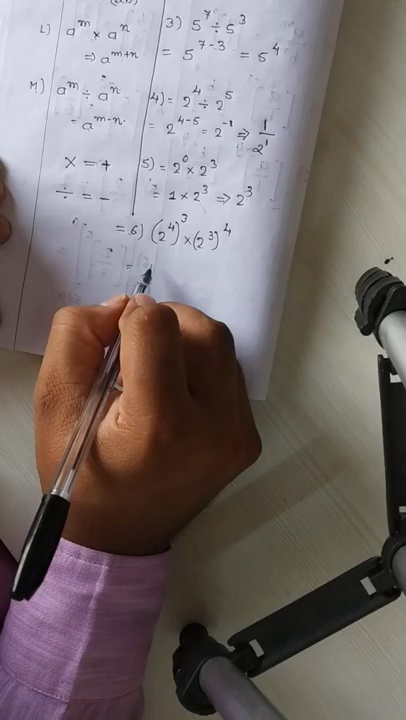 L) a^m × a^n
⇒ a^{m+n}
M) a^m ÷ a^n
= a^{m-n}
× = +
÷ = -
3) 5^7 ÷ 5^3
= 5^{7-3} = 5^4
4) = 2^4 ÷ 2^5
= 2^{4-5} = 2^{-1} ⇒ 1/2^1
5) = 2^0 × 2^3
= 1 × 2^3 ⇒ 2^3
= 6) (2^4)^3 × (2^3)^4